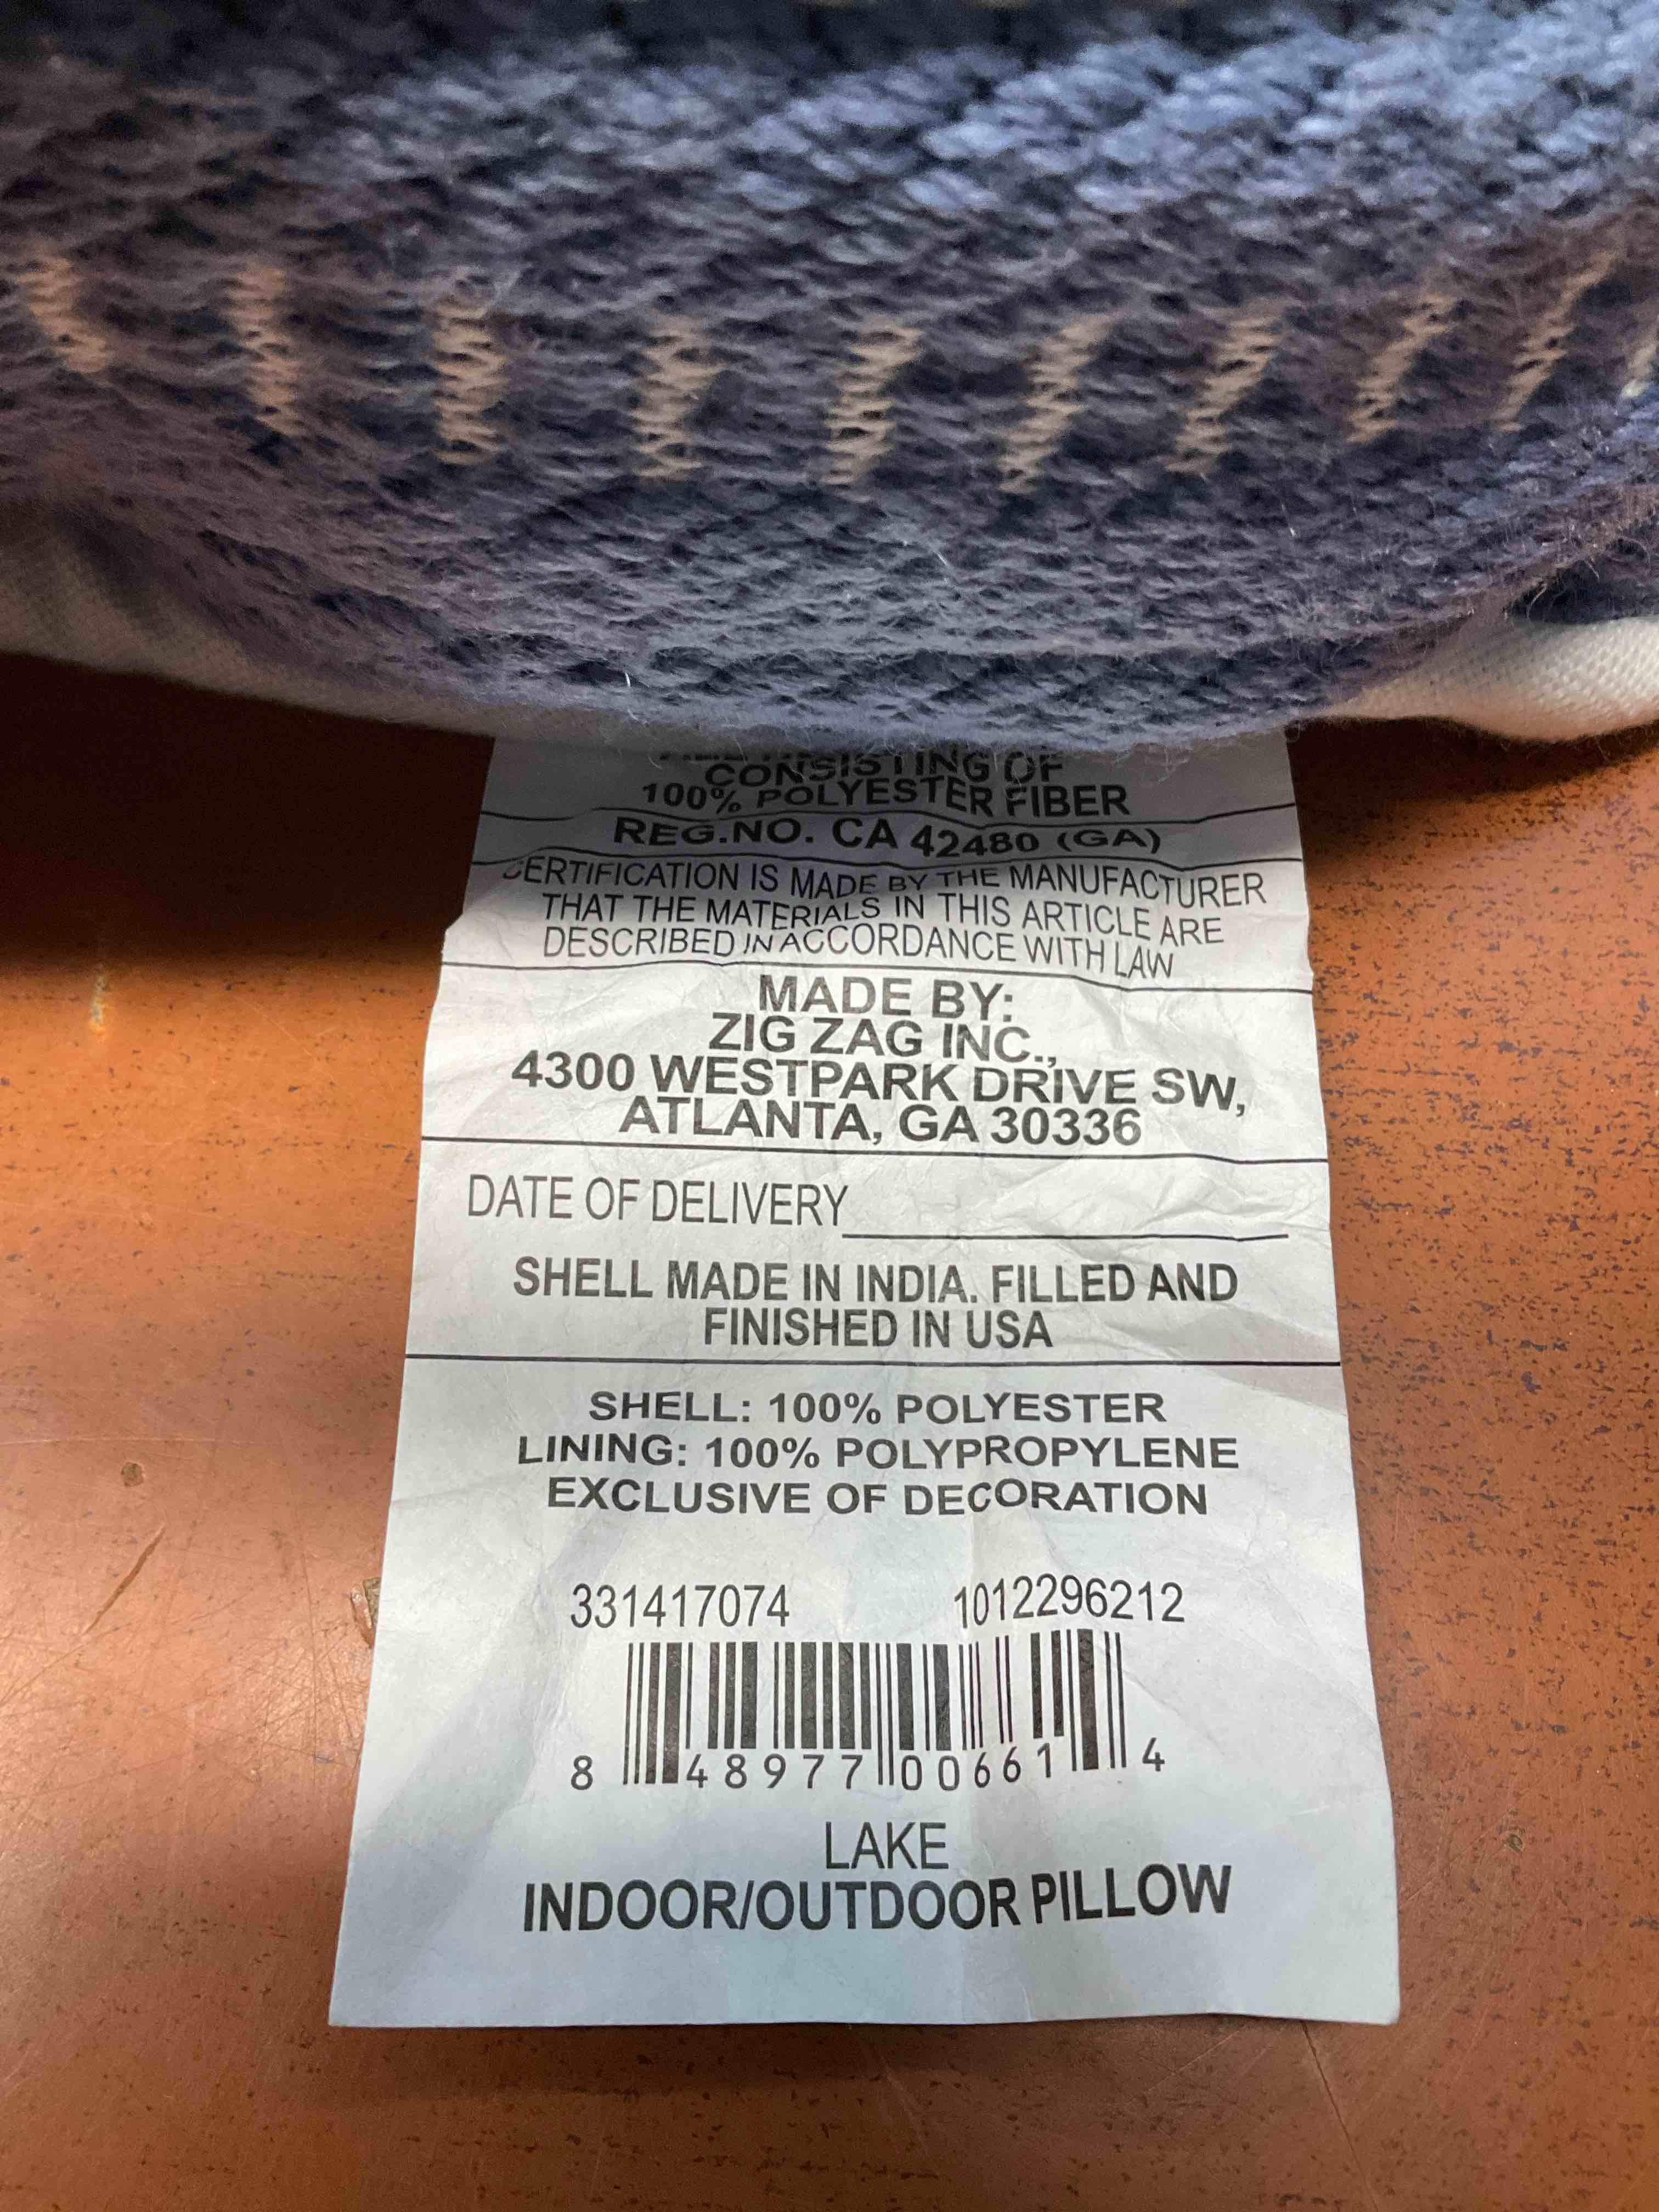 CONSISTING OF
100% POLYESTER FIBER
REG.NO. CA 42480 (GA)
CERTIFICATION IS MADE BY THE MANUFACTURER
THAT THE MATERIALS IN THIS ARTICLE ARE
DESCRIBED IN ACCORDANCE WITH LAW
MADE BY:
ZIG ZAG INC.,
4300 WESTPARK DRIVE SW,
ATLANTA, GA 30336
DATE OF DELIVERY
SHELL MADE IN INDIA. FILLED AND
FINISHED IN USA
SHELL: 100% POLYESTER
LINING: 100% POLYPROPYLENE
EXCLUSIVE OF DECORATION
331417074 1012296212
8 48977 00661 4
LAKE
INDOOR/OUTDOOR PILLOW